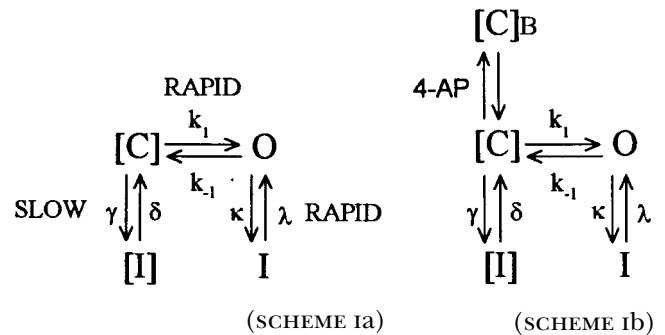 RAPID
[C] k₁ O
k₋₁
SLOW γ δ κ λ RAPID
[I] I
(SCHEME Ia)
[C]B
4-AP
[C] k₁ O
k₋₁
γ δ κ λ
[I] I
(SCHEME Ib)